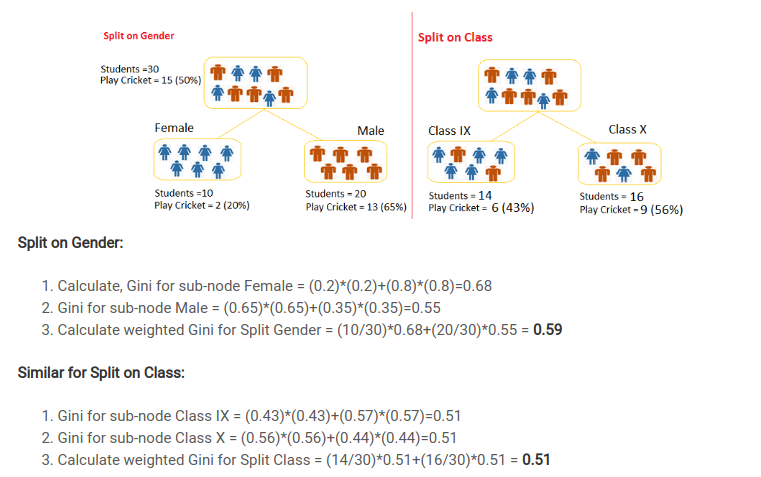 Split on Gender
Students =30
Play Cricket = 15 (50%)
Female
Male
Students =10
Play Cricket = 2 (20%)
Students = 20
Play Cricket = 13 (65%)
Split on Class
Class IX
Class X
Students = 14
Play Cricket = 6 (43%)
Students = 16
Play Cricket = 9 (56%)
Split on Gender:
1. Calculate, Gini for sub-node Female = (0.2)*(0.2)+(0.8)*(0.8)=0.68
2. Gini for sub-node Male = (0.65)*(0.65)+(0.35)*(0.35)=0.55
3. Calculate weighted Gini for Split Gender = (10/30)*0.68+(20/30)*0.55 = 0.59
Similar for Split on Class:
1. Gini for sub-node Class IX = (0.43)*(0.43)+(0.57)*(0.57)=0.51
2. Gini for sub-node Class X = (0.56)*(0.56)+(0.44)*(0.44)=0.51
3. Calculate weighted Gini for Split Class = (14/30)*0.51+(16/30)*0.51 = 0.51